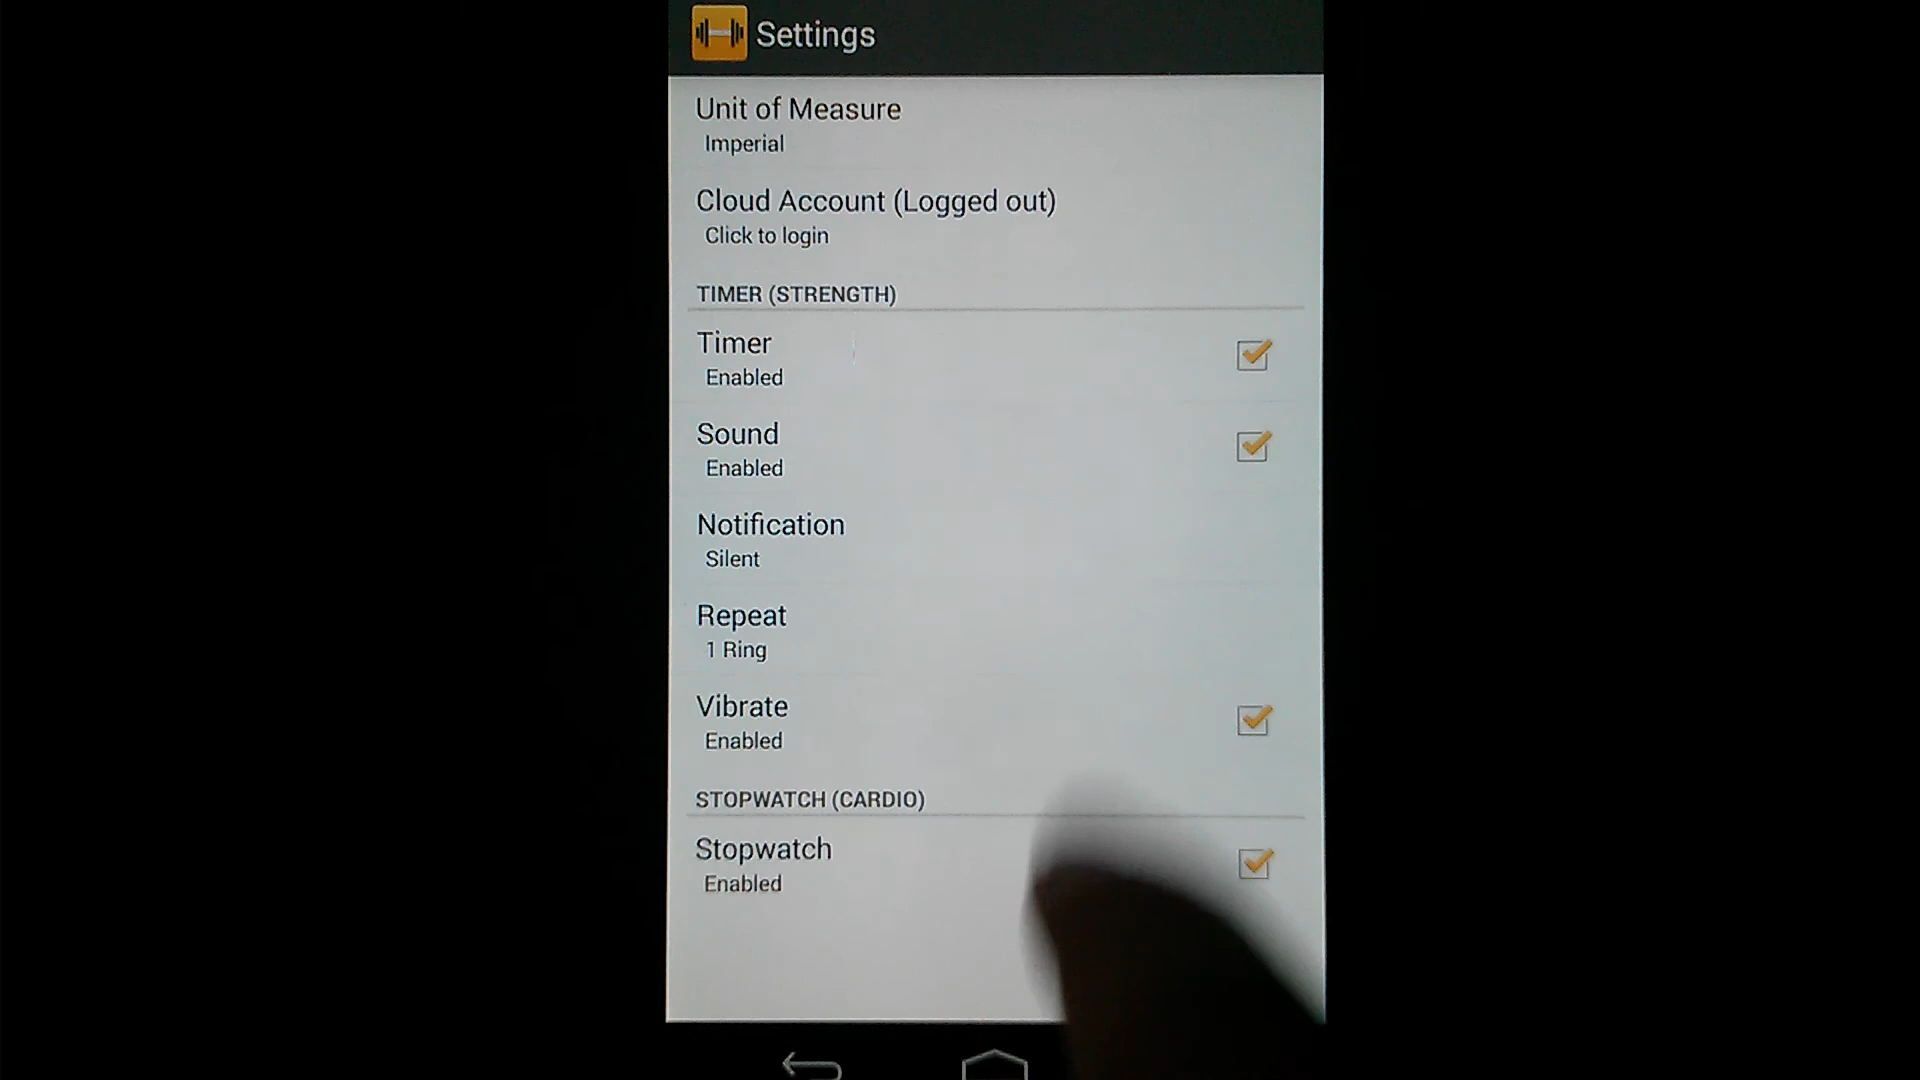 Settings
Unit of Measure
Imperial
Cloud Account (Logged out)
Click to login
TIMER (STRENGTH)
Timer
Enabled
Sound
Enabled
Notification
Silent
Repeat
1 Ring
Vibrate
Enabled
STOPWATCH (CARDIO)
Stopwatch
Enabled